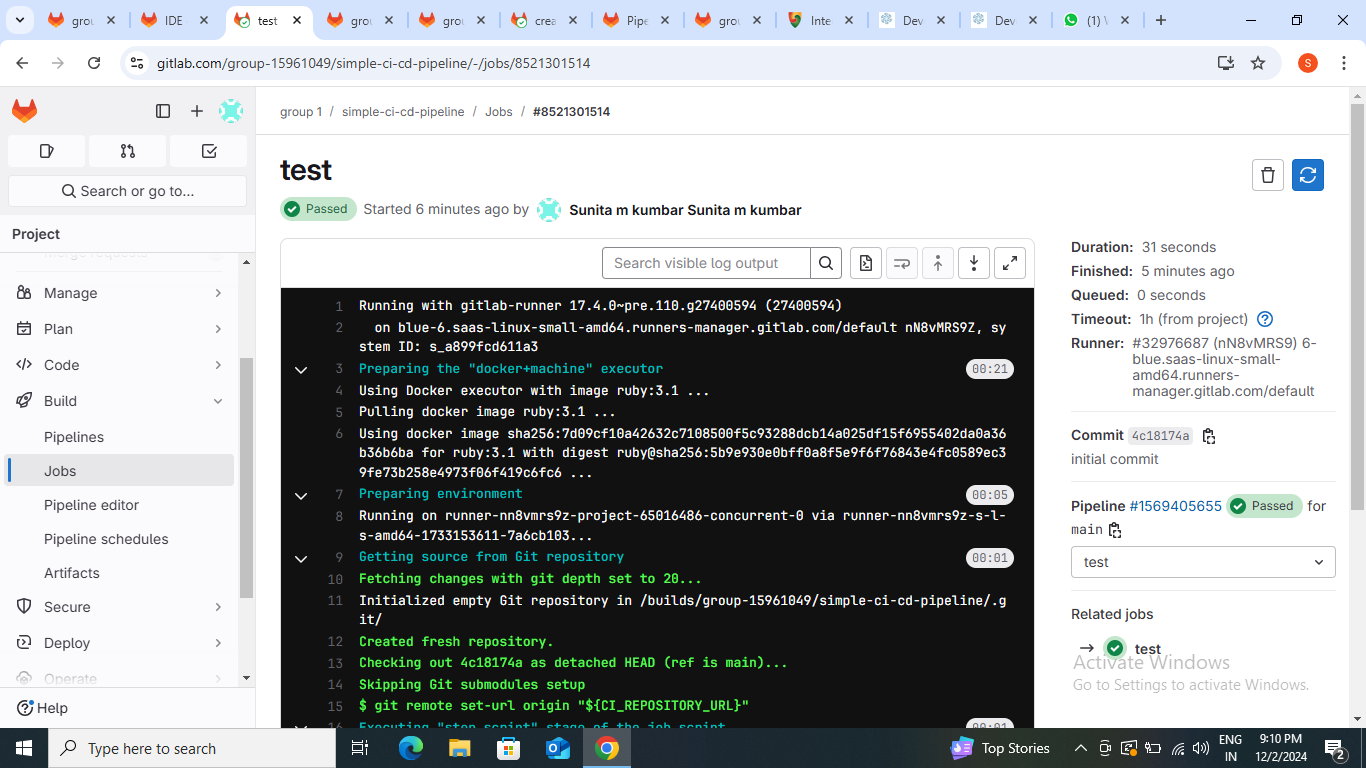 grou
IDE
test
grou
grou
crea
Pipe
grou
Inte
Dev
Dev
(1)
gitlab.com/group-15961049/simple-ci-cd-pipeline/-/jobs/8521301514
S
group 1 / simple-ci-cd-pipeline / Jobs / #8521301514
Search or go to...
Project
Merge requests
Manage
Plan
Code
Build
Pipelines
Jobs
Pipeline editor
Pipeline schedules
Artifacts
Secure
Deploy
Operate
Help
test
Passed Started 6 minutes ago by Sunita m kumbar Sunita m kumbar
Search visible log output
1 Running with gitlab-runner 17.4.0~pre.110.g27400594 (27400594)
2 on blue-6.saas-linux-small-amd64.runners-manager.gitlab.com/default nN8vMRS9Z, sy
stem ID: s_a899fcd611a3
3 Preparing the "docker+machine" executor 00:21
4 Using Docker executor with image ruby:3.1 ...
5 Pulling docker image ruby:3.1 ...
6 Using docker image sha256:7d09cf10a42632c7108500f5c93288dcb14a025df15f6955402da0a36
b36b6ba for ruby:3.1 with digest ruby@sha256:5b9e930e0bff0a8f5e9f6f76843e4fc0589ec3
9fe73b258e4973f06f419c6fc6 ...
7 Preparing environment 00:05
8 Running on runner-nn8vmrs9z-project-65016486-concurrent-0 via runner-nn8vmrs9z-s-l-
s-amd64-1733153611-7a6cb103...
9 Getting source from Git repository 00:01
10 Fetching changes with git depth set to 20...
11 Initialized empty Git repository in /builds/group-15961049/simple-ci-cd-pipeline/.g
it/
12 Created fresh repository.
13 Checking out 4c18174a as detached HEAD (ref is main)...
14 Skipping Git submodules setup
15 $ git remote set-url origin "${CI_REPOSITORY_URL}"
16 Executing "step_script" stage of the job script 00:01
Duration: 31 seconds
Finished: 5 minutes ago
Queued: 0 seconds
Timeout: 1h (from project)
Runner: #32976687 (nN8vMRS9) 6-
blue.saas-linux-small-
amd64.runners-
manager.gitlab.com/default
Commit 4c18174a
initial commit
Pipeline #1569405655 Passed for
main
test
Related jobs
→ test
Activate Windows
Go to Settings to activate Windows.
Type here to search
Top Stories
ENG
IN
9:10 PM
12/2/2024
2